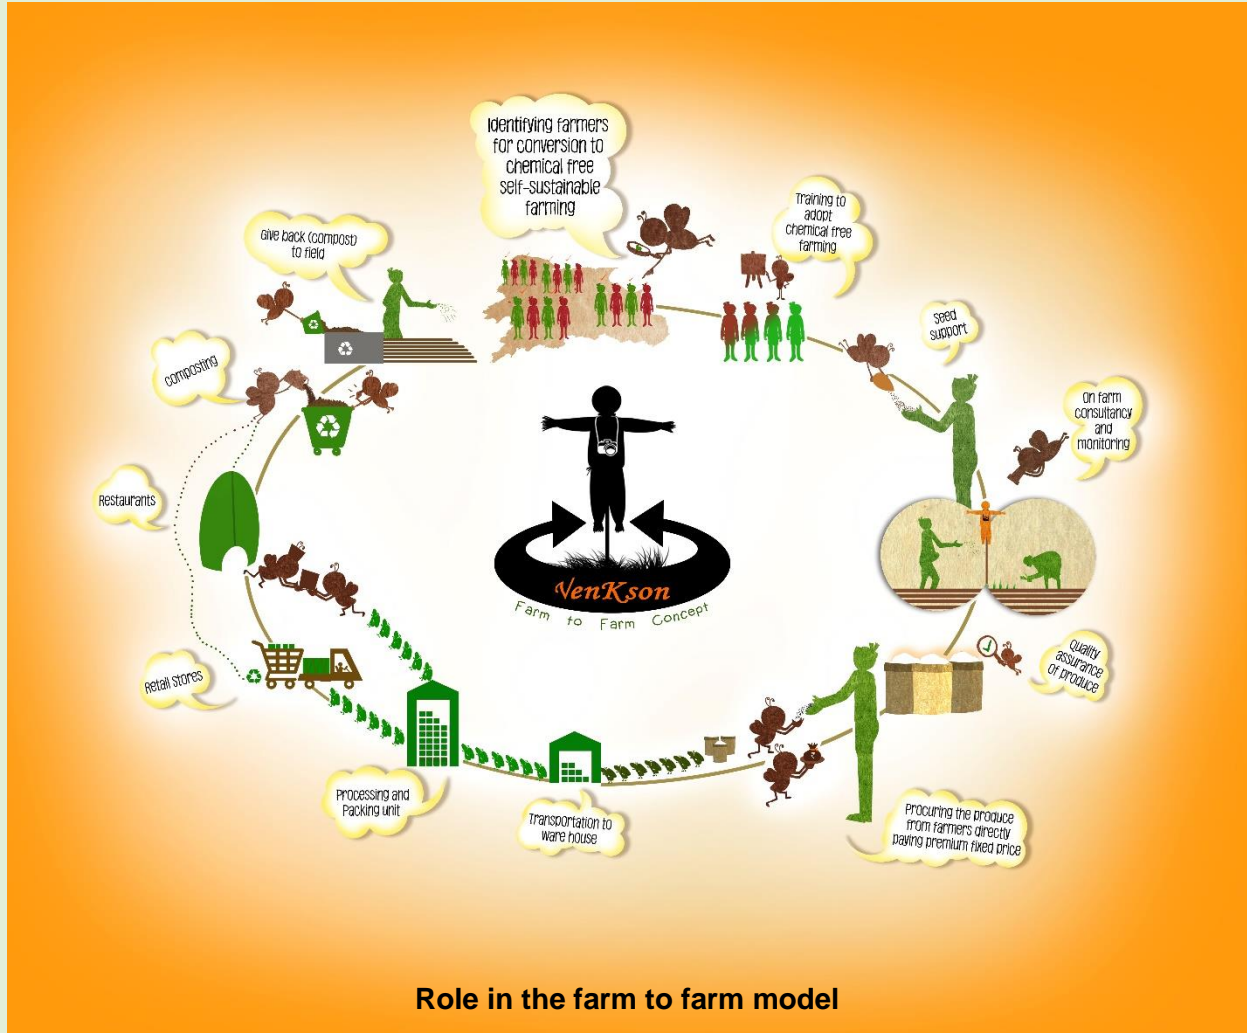 Identifying farmers
for conversion to
chemical free
self-sustainable
farming
Training to
adopt
chemical free
farming
Seed
support
On farm
consultancy
and
monitoring
Quality
assurance
Of produce
Procuring the produce
from farmers directly
paying premium fixed price
Transportation to
ware house
Processing and
Packing unit
Retail Stores
Restaurants
Composting
Give back (compost)
to field
VenKson
Farm to Farm Concept
Role in the farm to farm model